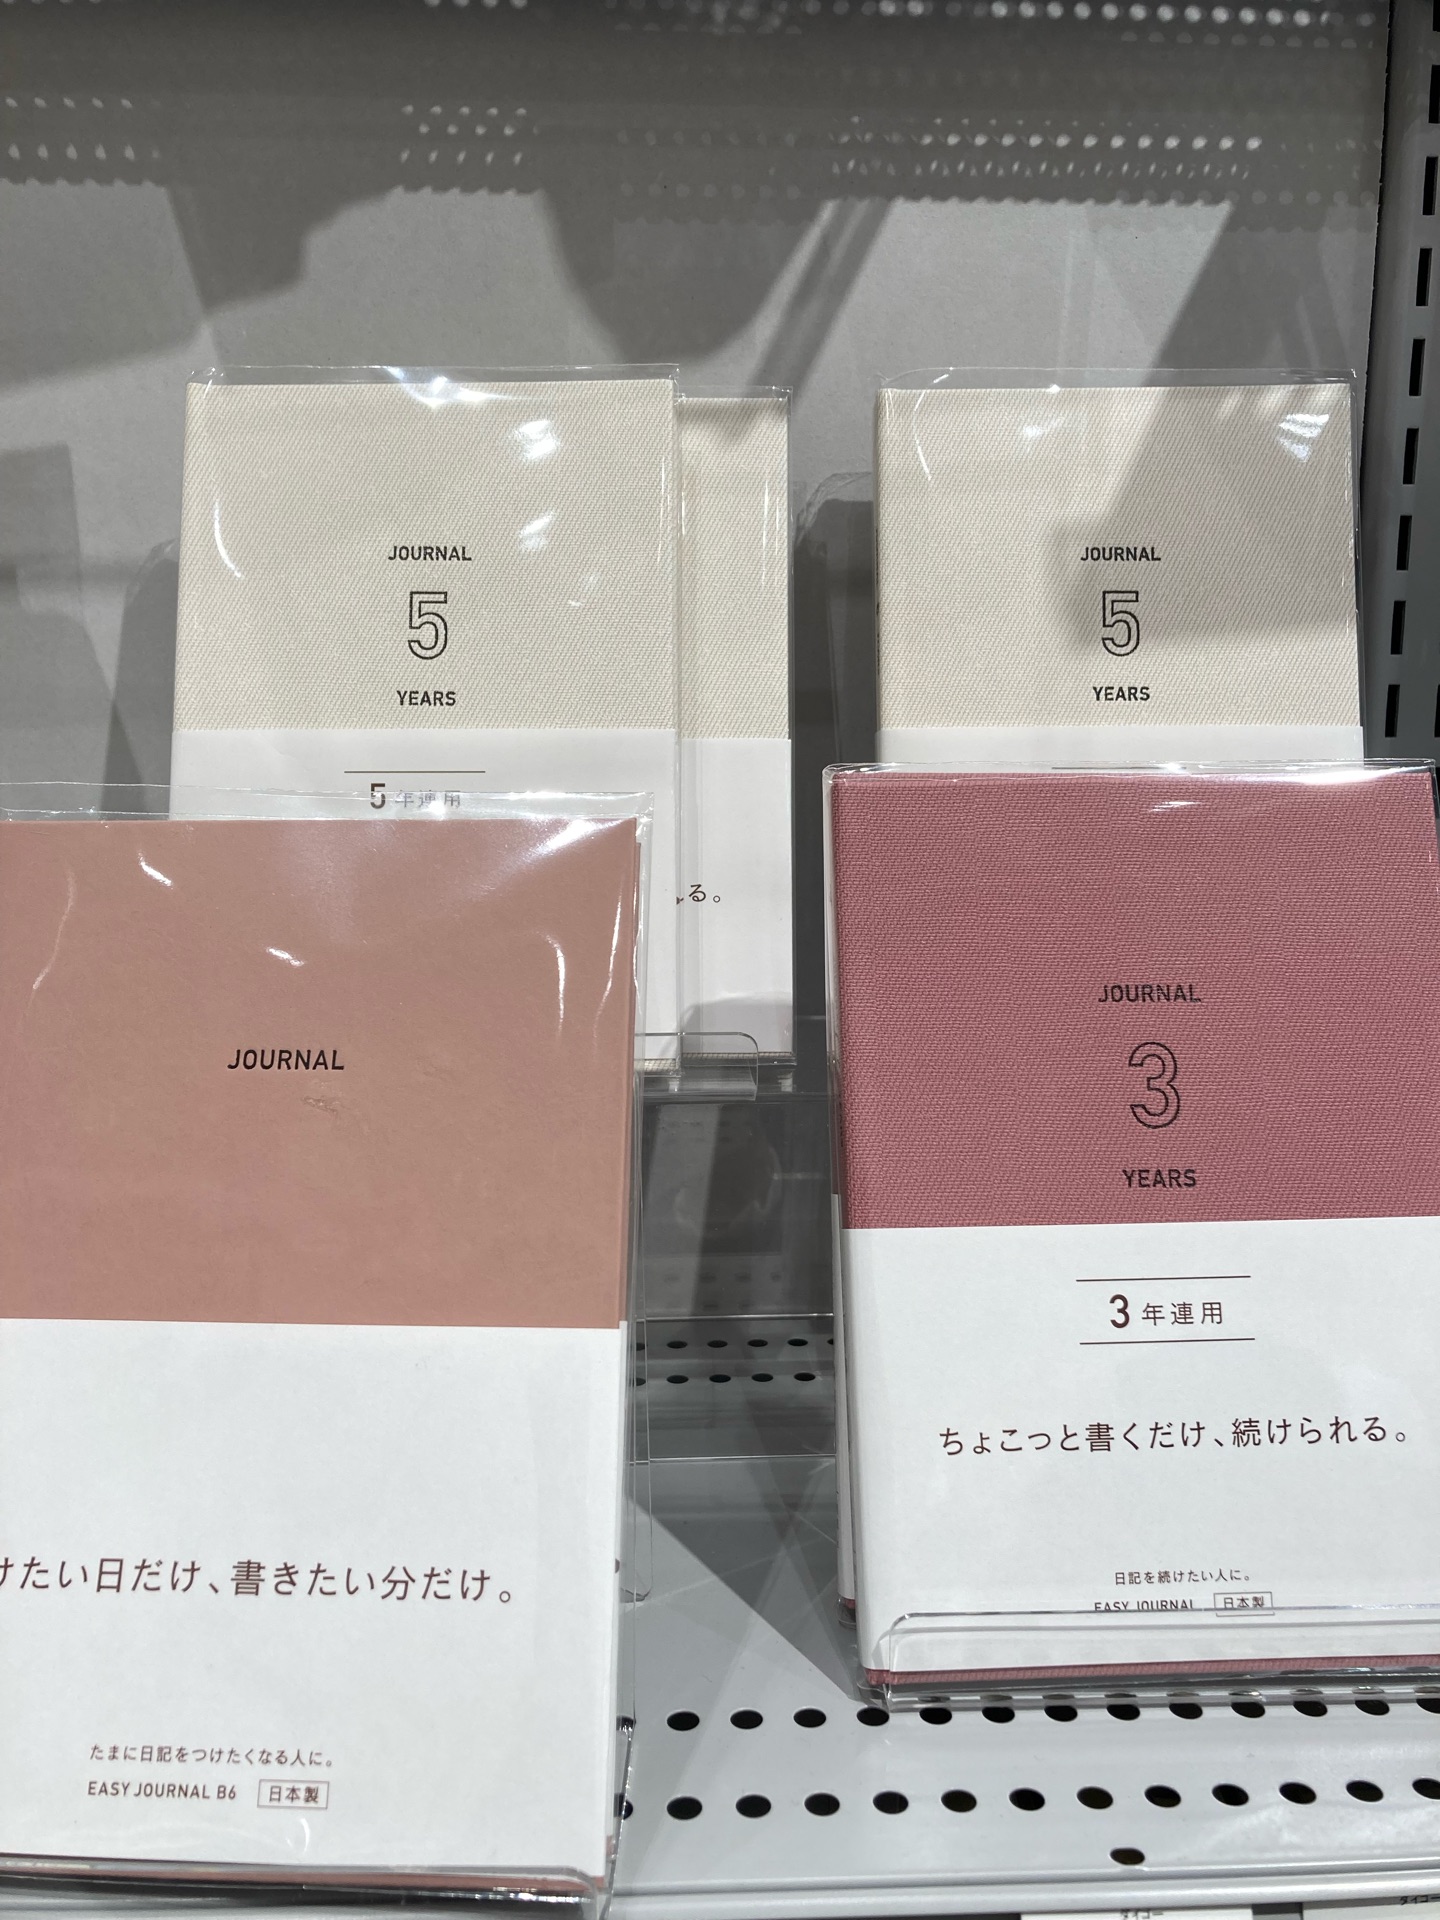 JOURNAL
5
YEARS
5年連用
る。
JOURNAL
5
YEARS
JOURNAL
けたい日だけ、書きたい分だけ。
たまに日記をつけたくなる人に。
EASY JOURNAL B6 日本製
JOURNAL
3
YEARS
3年連用
ちょこっと書くだけ、続けられる。
日記を続けたい人に。
EASY JOURNAL 日本製